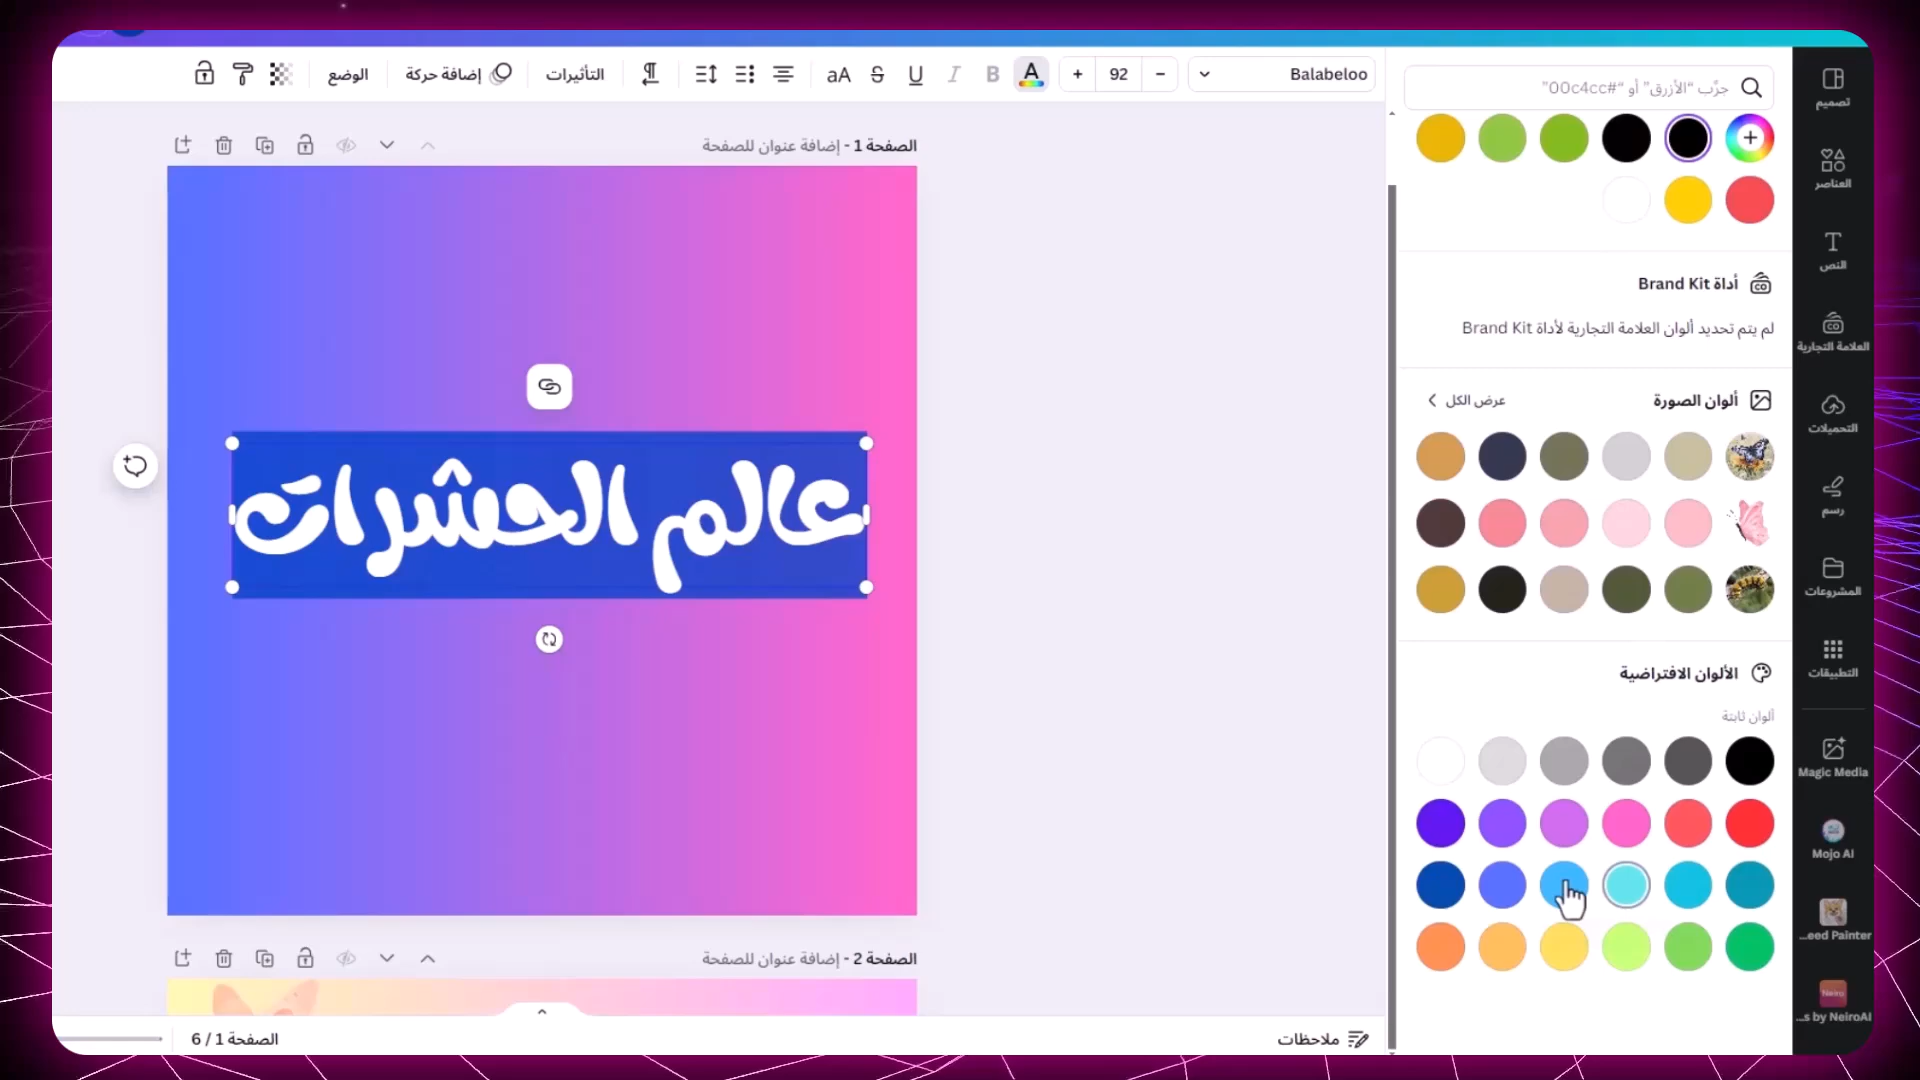 الوضع
إضافة حركة
التأثيرات
aA
S
U
I
B
A
+ 92 −
Balabeloo
جرِّب "الأزرق" أو "#00c4cc"
الصفحة 1 - إضافة عنوان للصفحة
عالم الحشرات
أداة Brand Kit
لم يتم تحديد ألوان العلامة التجارية لأداة Brand Kit
ألوان الصورة
عرض الكل
الألوان الافتراضية
ألوان ثابتة
الصفحة 2 - إضافة عنوان للصفحة
الصفحة 1 / 6
ملاحظات
تصميم
العناصر
النص
العلامة التجارية
التحميلات
رسم
المشروعات
التطبيقات
Magic Media
Mojo AI
...eed Painter
Neiro
...s by NeiroAI